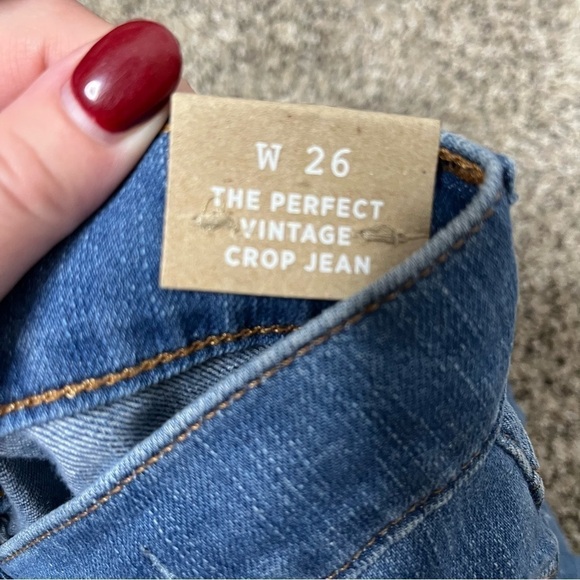 W 26
THE PERFECT
VINTAGE
CROP JEAN